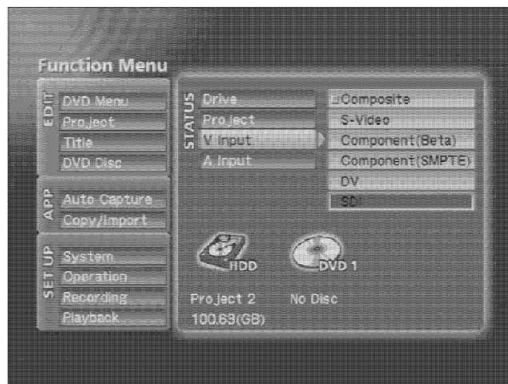 Function Menu
EDIT
DVD Menu
Project
Title
DVD Disc
APP
Auto Capture
Copy/Import
SET UP
System
Operation
Recording
Playback
STATUS
Drive
Project
V Input
A Input
Composite
S-Video
Component(Beta)
Component(SMPTE)
DV
SDI
HDD
DVD 1
Project 2
No Disc
100.63(GB)